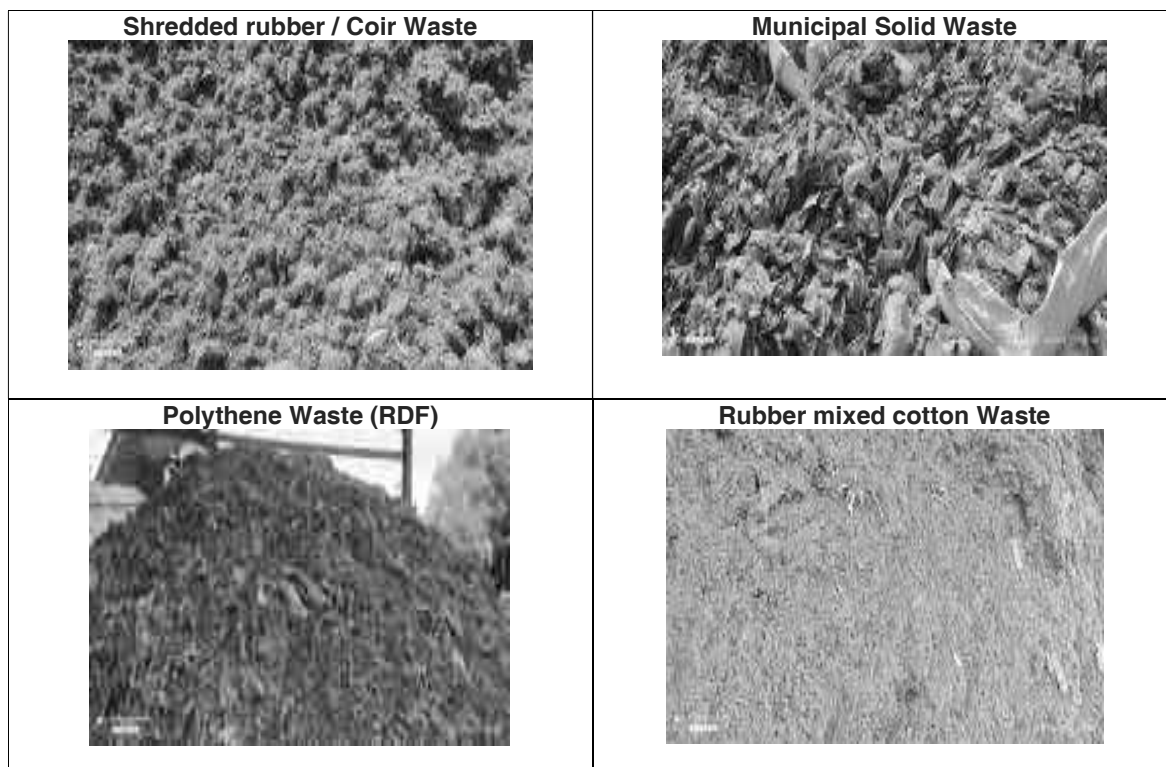 Shredded rubber / Coir Waste
Municipal Solid Waste
Polythene Waste (RDF)
Rubber mixed cotton Waste